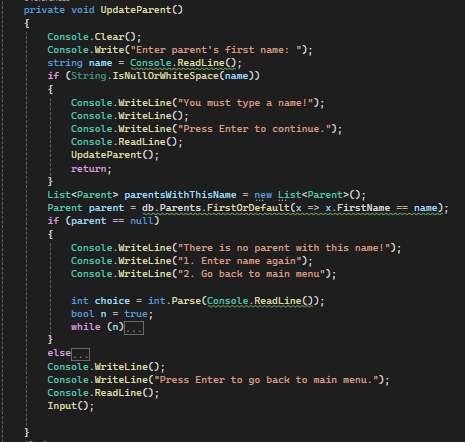 private void UpdateParent()
{
Console.Clear();
Console.Write("Enter parent's first name: ");
string name = Console.ReadLine();
if (String.IsNullOrWhiteSpace(name))
{
Console.WriteLine("You must type a name!");
Console.WriteLine();
Console.WriteLine("Press Enter to continue.");
Console.ReadLine();
UpdateParent();
return;
}
List<Parent> parentsWithThisName = new List<Parent>();
Parent parent = db.Parents.FirstOrDefault(x => x.FirstName == name);
if (parent == null)
{
Console.WriteLine("There is no parent with this name!");
Console.WriteLine("1. Enter name again");
Console.WriteLine("2. Go back to main menu");
int choice = int.Parse(Console.ReadLine());
bool n = true;
while (n)...
}
else...
Console.WriteLine();
Console.WriteLine("Press Enter to go back to main menu.");
Console.ReadLine();
Input();
}